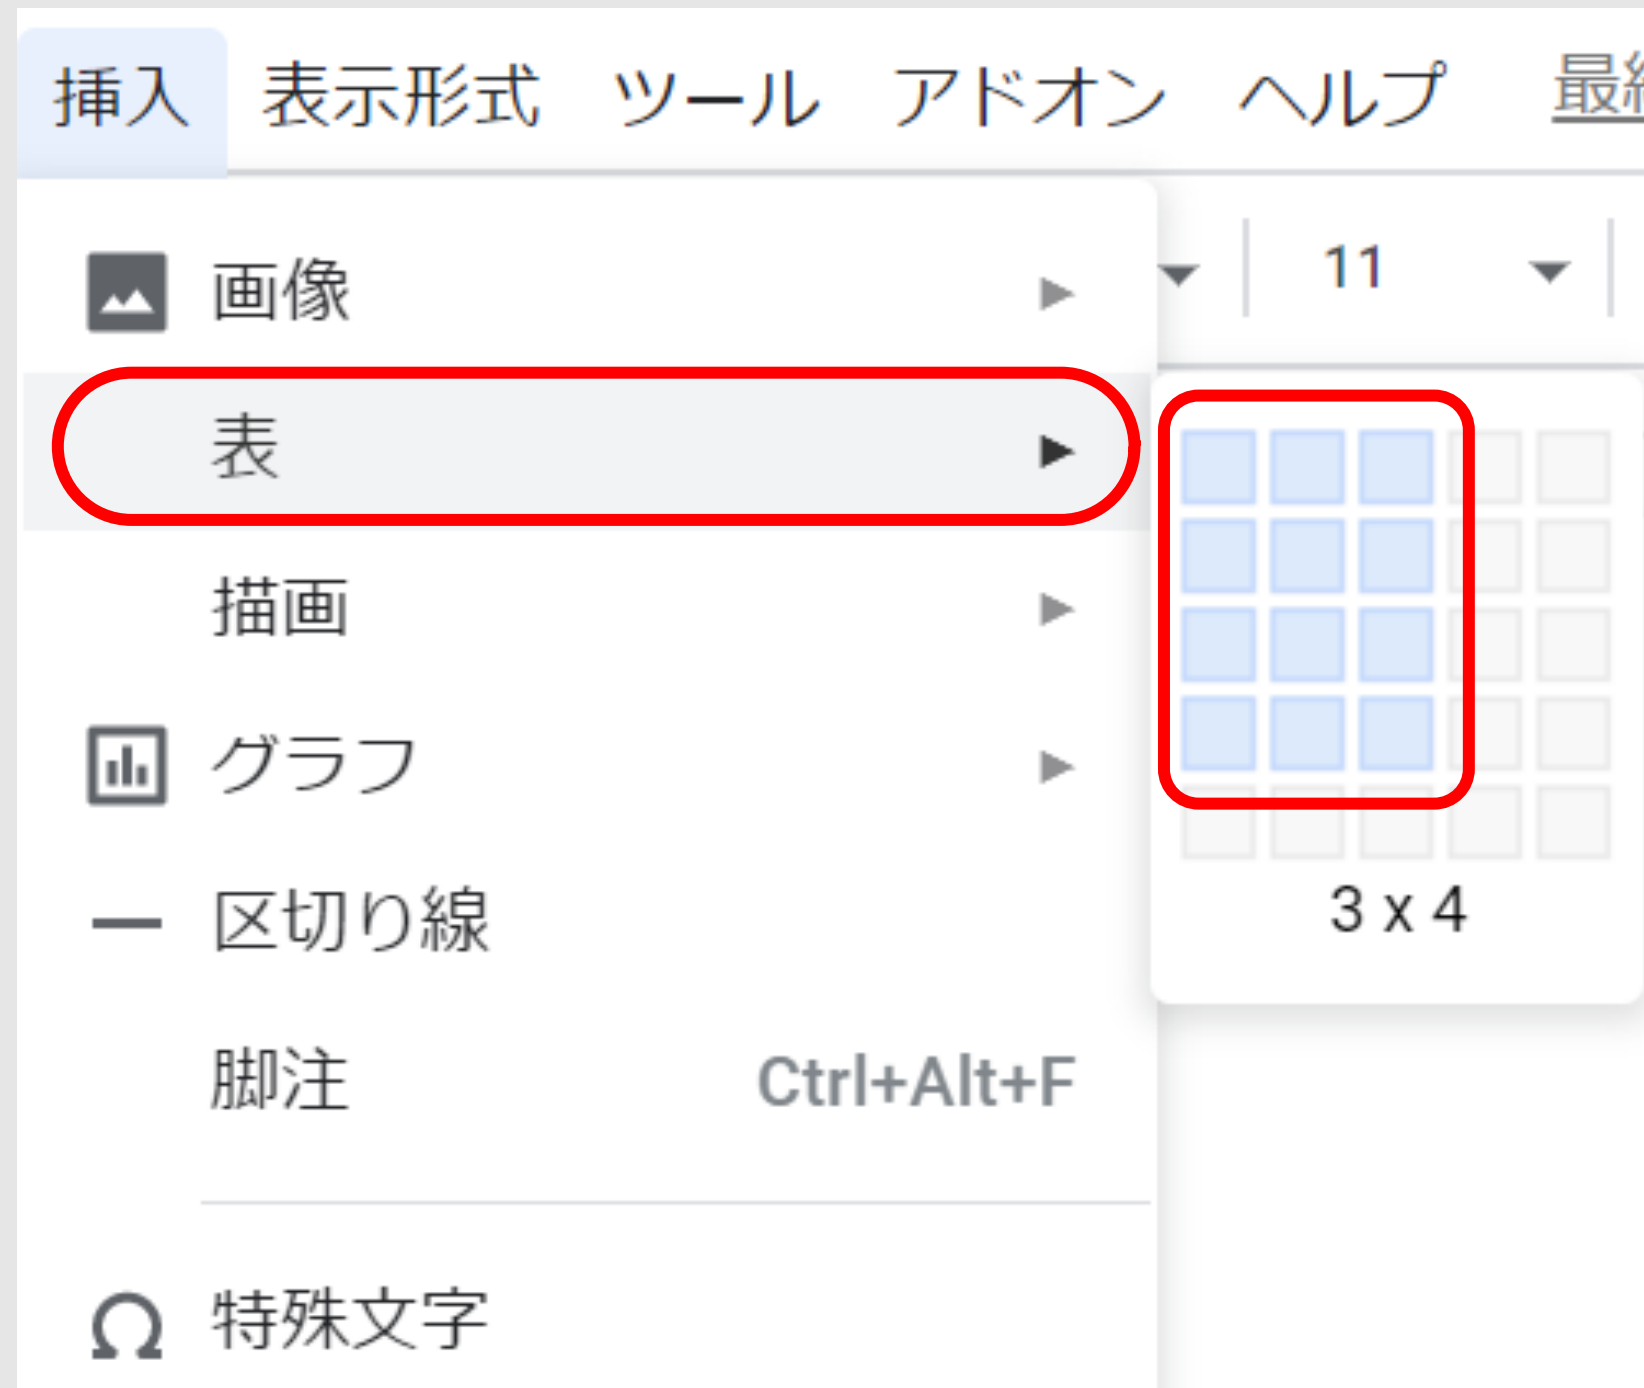 挿入 表示形式 ツール アドオン ヘルプ 最
画像
11
表
描画
グラフ
3 x 4
区切り線
脚注 Ctrl+Alt+F
特殊文字